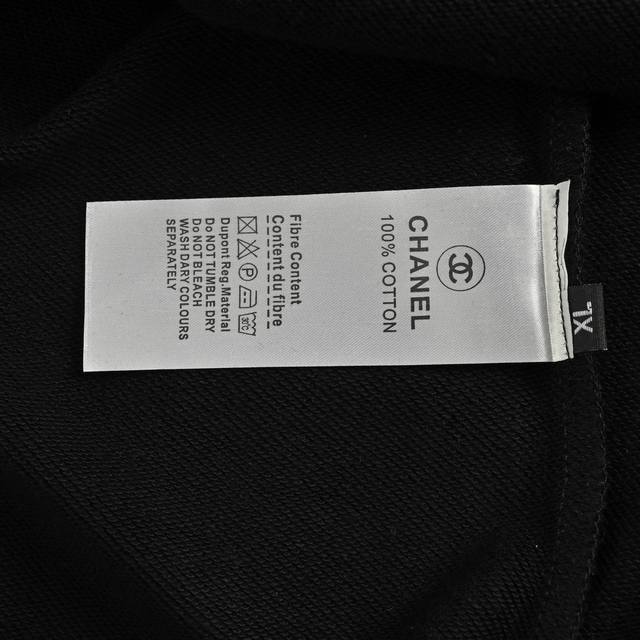 CHANEL
100% COTTON
Fibre Content
Content du fibre
Dupont Reg.Material
Do NOT TUMBLE DRY
Do NOT BLEACH
WASH DARY COLOURS
SEPARATELY
XL